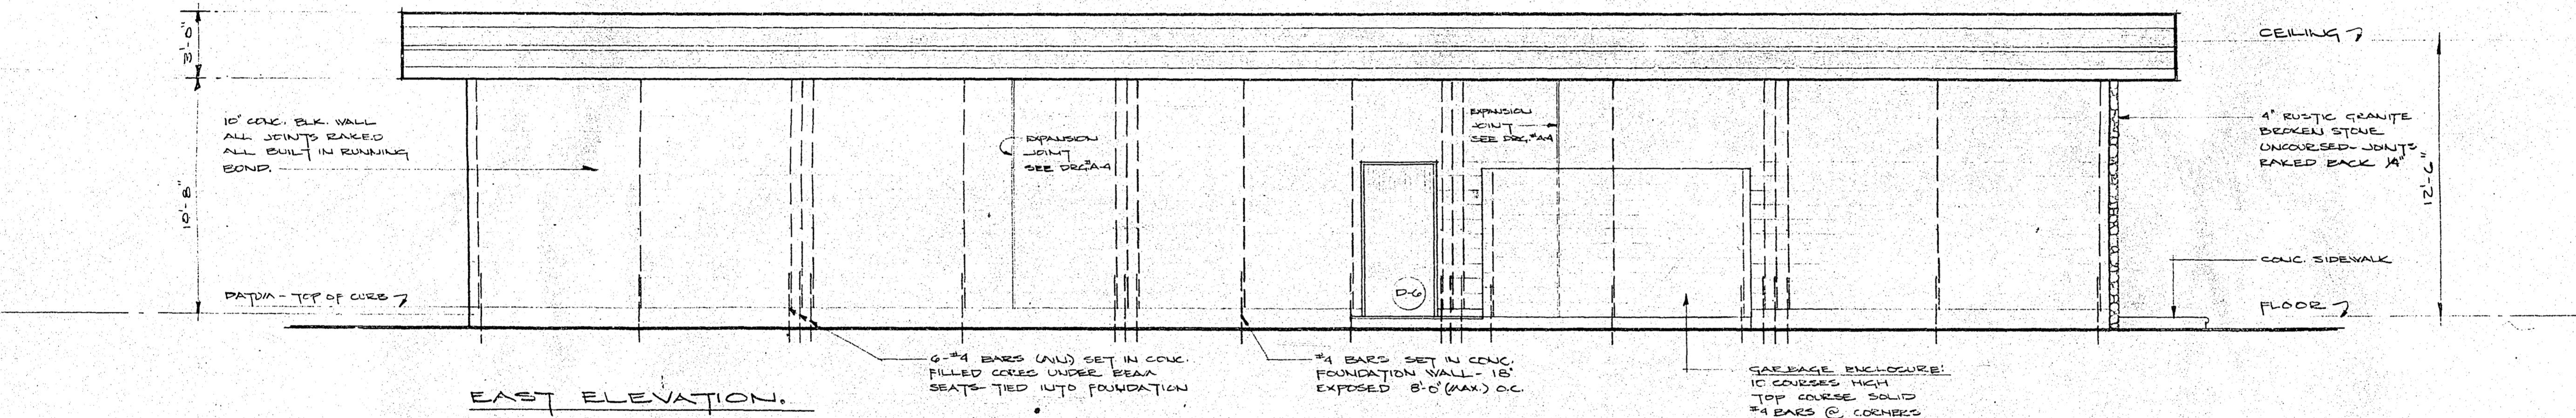 3'-0"
10'-8"
10" CONC. BLK. WALL
ALL JOINTS RAKED
ALL BUILT IN RUNNING
BOND.
DATUM - TOP OF CURB
EXPANSION
JOINT
SEE DRG. #A-4
EXPANSION
JOINT
SEE DRG. #A-4
D-6
CEILING
4" RUSTIC GRANITE
BROKEN STONE
UNCOURSED - JOINTS
RAKED BACK 1/4"
12'-7"
CONC. SIDEWALK
FLOOR
6-#4 BARS (MIN) SET IN CONC.
FILLED CORES UNDER BEAM
SEATS - TIED INTO FOUNDATION
#4 BARS SET IN CONC.
FOUNDATION WALL - 18"
EXPOSED 8'-0" (MAX.) O.C.
GARBAGE ENCLOSURE:
10 COURSES HIGH
TOP COURSE SOLID
#4 BARS @ CORNERS
EAST ELEVATION.